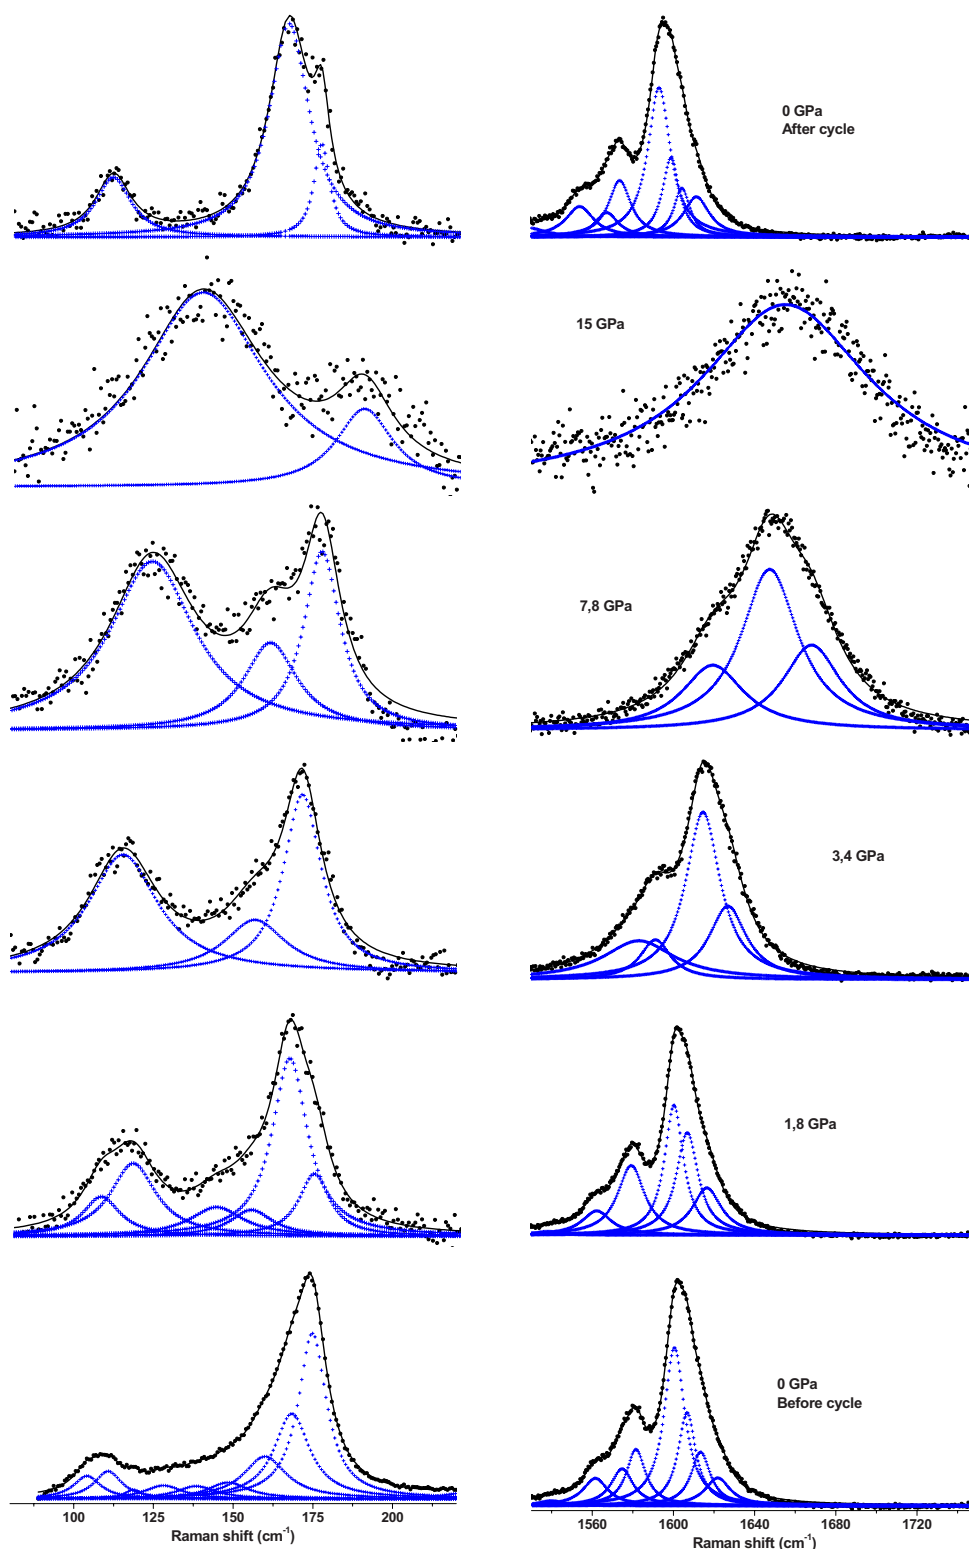 0 GPa
After cycle
15 GPa
7,8 GPa
3,4 GPa
1,8 GPa
0 GPa
Before cycle
100 125 150 175 200
Raman shift (cm⁻¹)
1560 1600 1640 1680 1720
Raman shift (cm⁻¹)